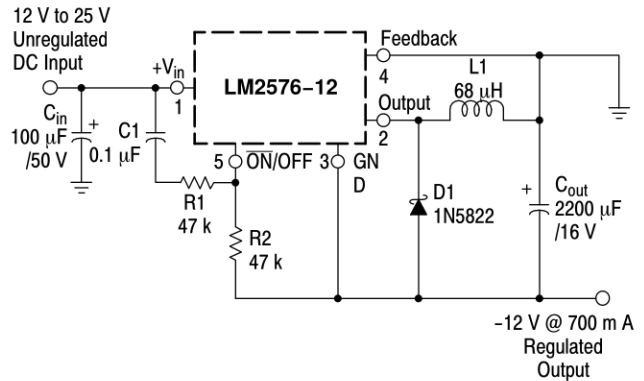 12 V to 25 V
Unregulated
DC Input
+Vin
1
LM2576–12
Feedback
4
Output
2
L1
68 µH
Cin
100 µF
/50 V
+
C1
0.1 µF
5
ON/OFF
3
GN
D
R1
47 k
R2
47 k
D1
1N5822
+
Cout
2200 µF
/16 V
–12 V @ 700 m A
Regulated
Output